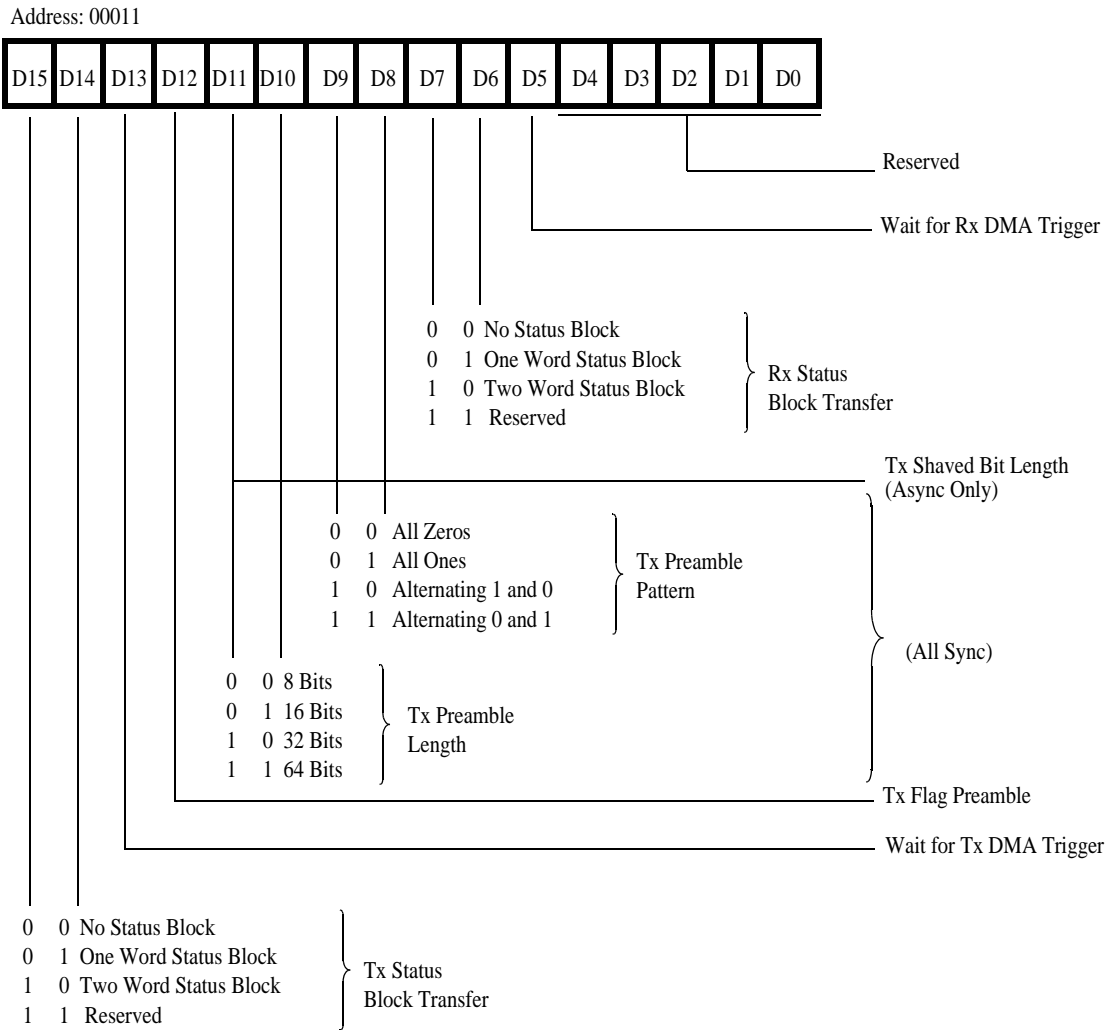 Address: 00011
D15 D14 D13 D12 D11 D10 D9 D8 D7 D6 D5 D4 D3 D2 D1 D0
Reserved
Wait for Rx DMA Trigger
0 0 No Status Block
0 1 One Word Status Block
1 0 Two Word Status Block
1 1 Reserved
Rx Status
Block Transfer
Tx Shaved Bit Length
(Async Only)
0 0 All Zeros
0 1 All Ones
1 0 Alternating 1 and 0
1 1 Alternating 0 and 1
Tx Preamble
Pattern
(All Sync)
0 0 8 Bits
0 1 16 Bits
1 0 32 Bits
1 1 64 Bits
Tx Preamble
Length
Tx Flag Preamble
Wait for Tx DMA Trigger
0 0 No Status Block
0 1 One Word Status Block
1 0 Two Word Status Block
1 1 Reserved
Tx Status
Block Transfer